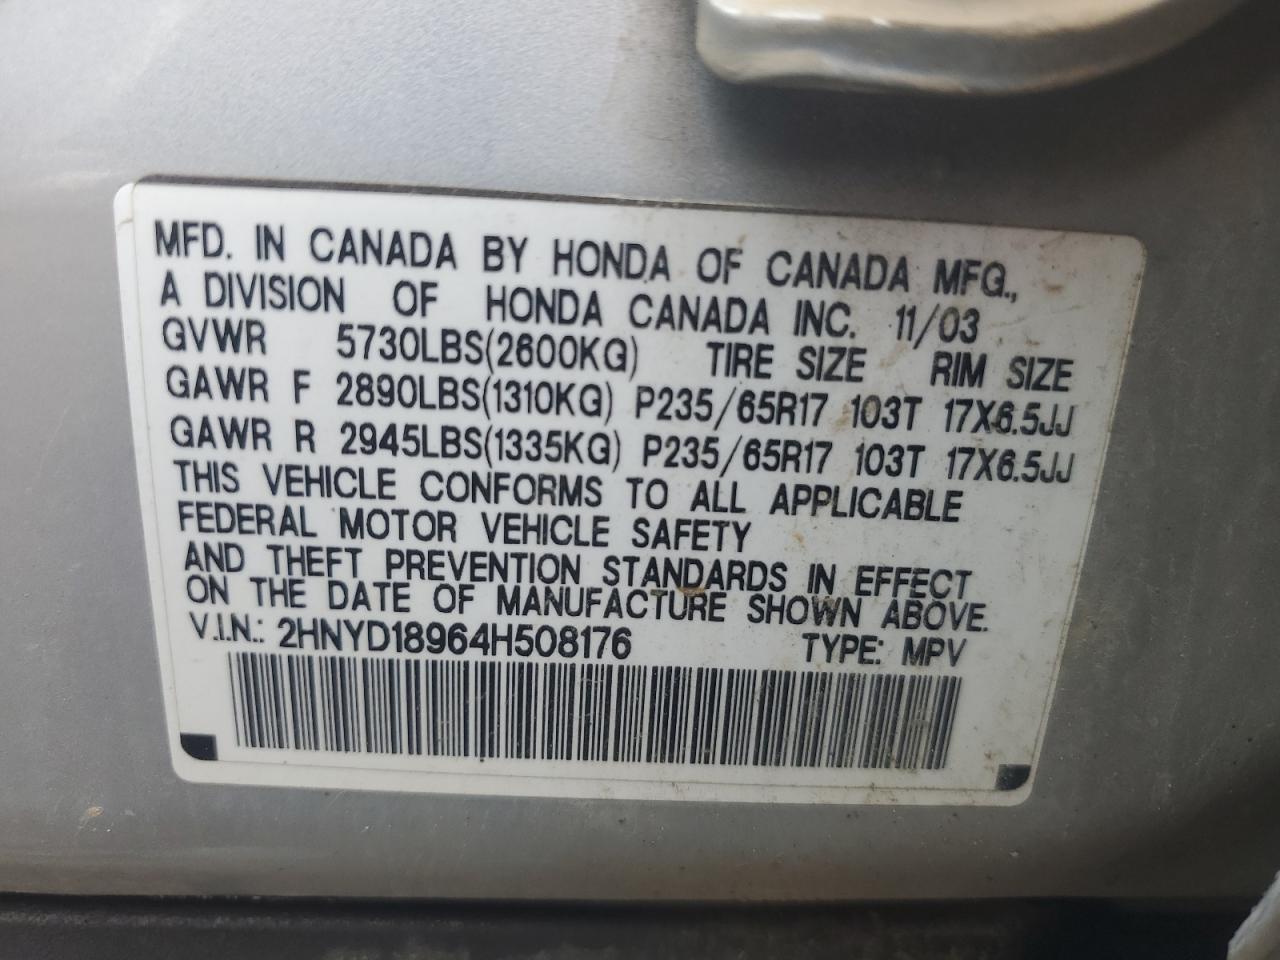 MFD. IN CANADA BY HONDA OF CANADA MFG.,
A DIVISION OF HONDA CANADA INC. 11/03
GVWR 5730LBS(2600KG) TIRE SIZE RIM SIZE
GAWR F 2890LBS(1310KG) P235/65R17 103T 17X6.5JJ
GAWR R 2945LBS(1335KG) P235/65R17 103T 17X6.5JJ
THIS VEHICLE CONFORMS TO ALL APPLICABLE
FEDERAL MOTOR VEHICLE SAFETY
AND THEFT PREVENTION STANDARDS IN EFFECT
ON THE DATE OF MANUFACTURE SHOWN ABOVE.
V.I.N.: 2HNYD18964H508176 TYPE: MPV